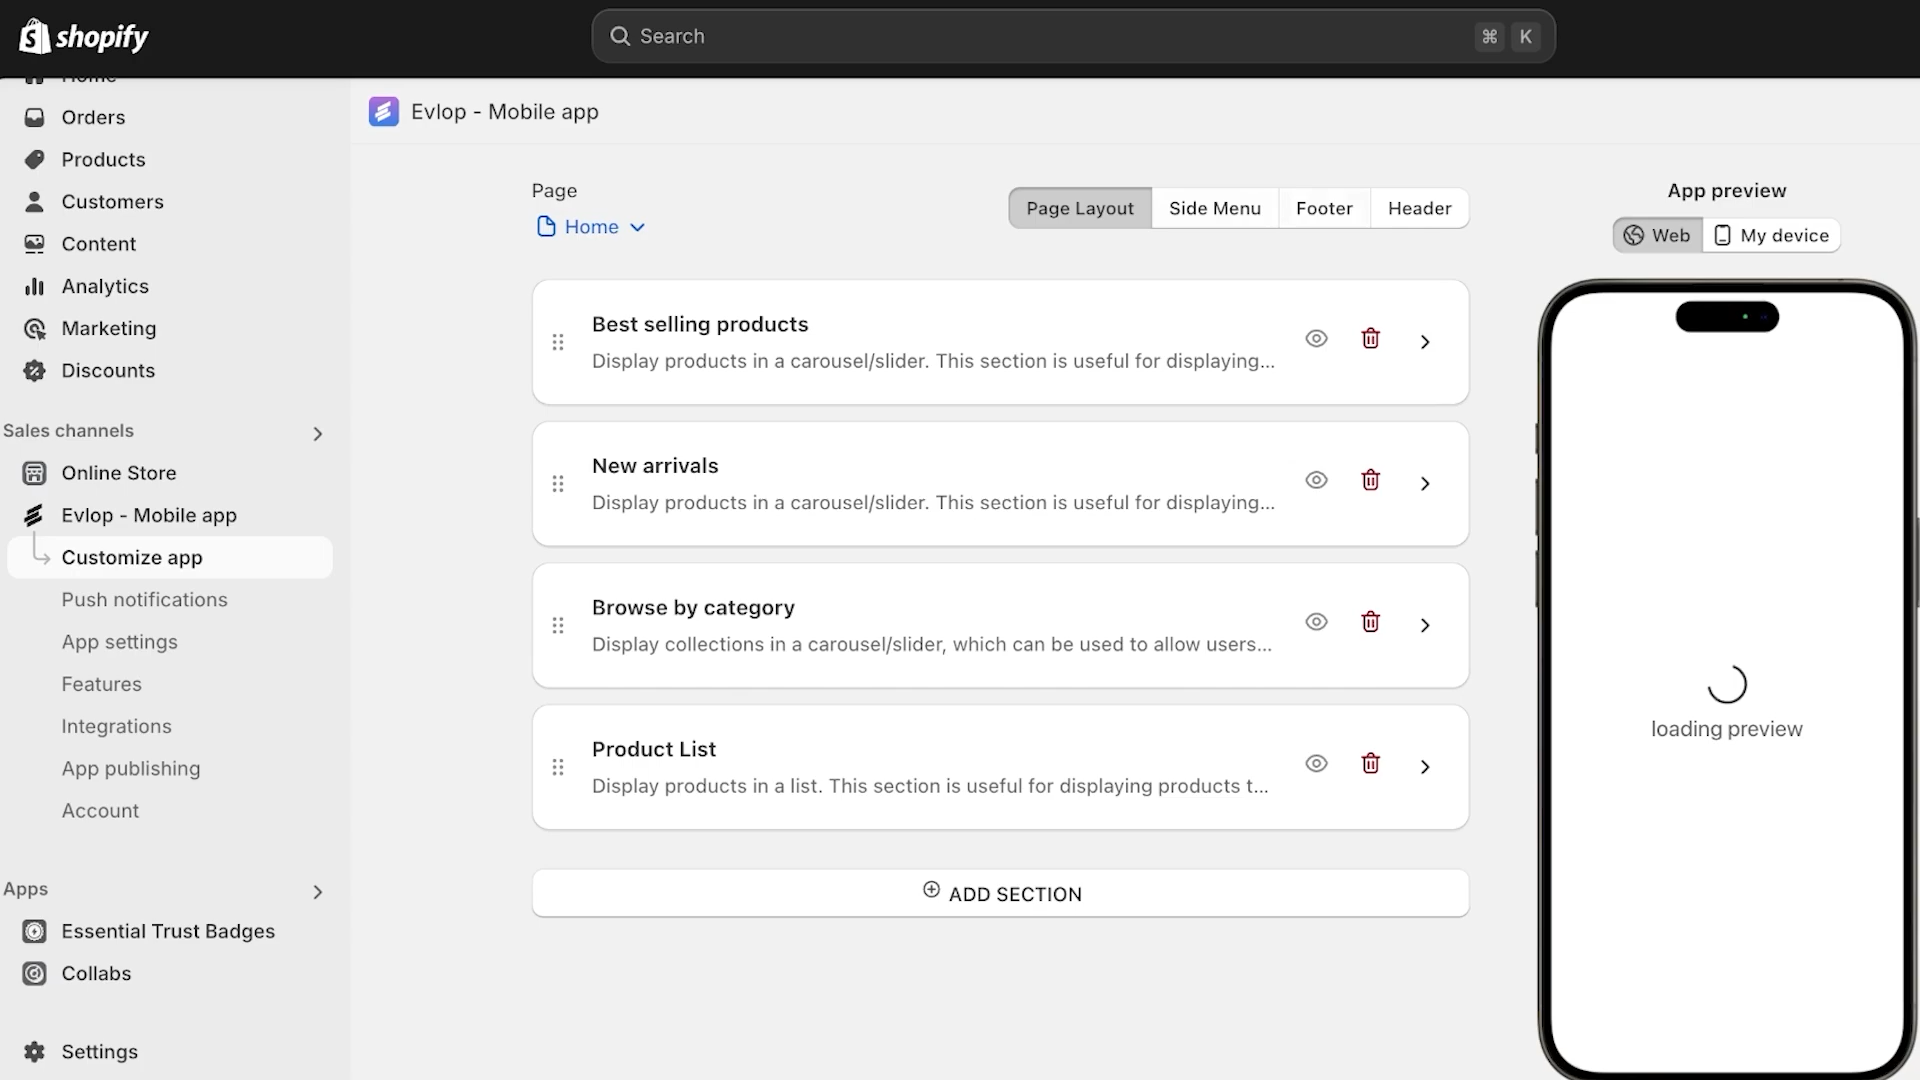 shopify
Search
⌘ K
Home
Orders
Products
Customers
Content
Analytics
Marketing
Discounts
Sales channels
Online Store
Evlop - Mobile app
Customize app
Push notifications
App settings
Features
Integrations
App publishing
Account
Apps
Essential Trust Badges
Collabs
Settings
Evlop - Mobile app
Page
Home
Page Layout
Side Menu
Footer
Header
Best selling products
Display products in a carousel/slider. This section is useful for displaying...
New arrivals
Display products in a carousel/slider. This section is useful for displaying...
Browse by category
Display collections in a carousel/slider, which can be used to allow users...
Product List
Display products in a list. This section is useful for displaying products t...
ADD SECTION
App preview
Web
My device
loading preview